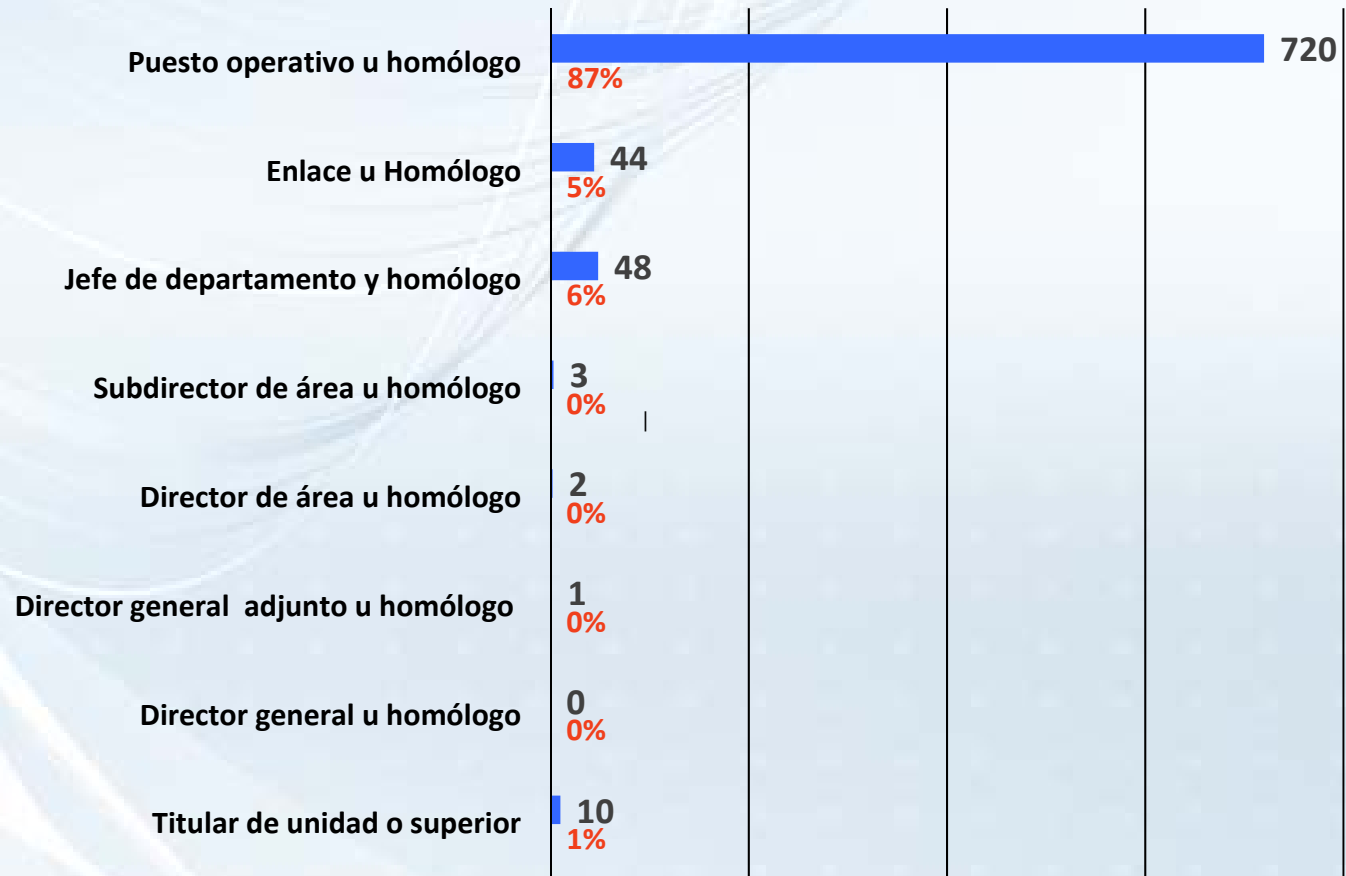 Puesto operativo u homólogo 720
87%
Enlace u Homólogo 44
5%
Jefe de departamento y homólogo 48
6%
Subdirector de área u homólogo 3
0%
Director de área u homólogo 2
0%
Director general adjunto u homólogo 1
0%
Director general u homólogo 0
0%
Titular de unidad o superior 10
1%